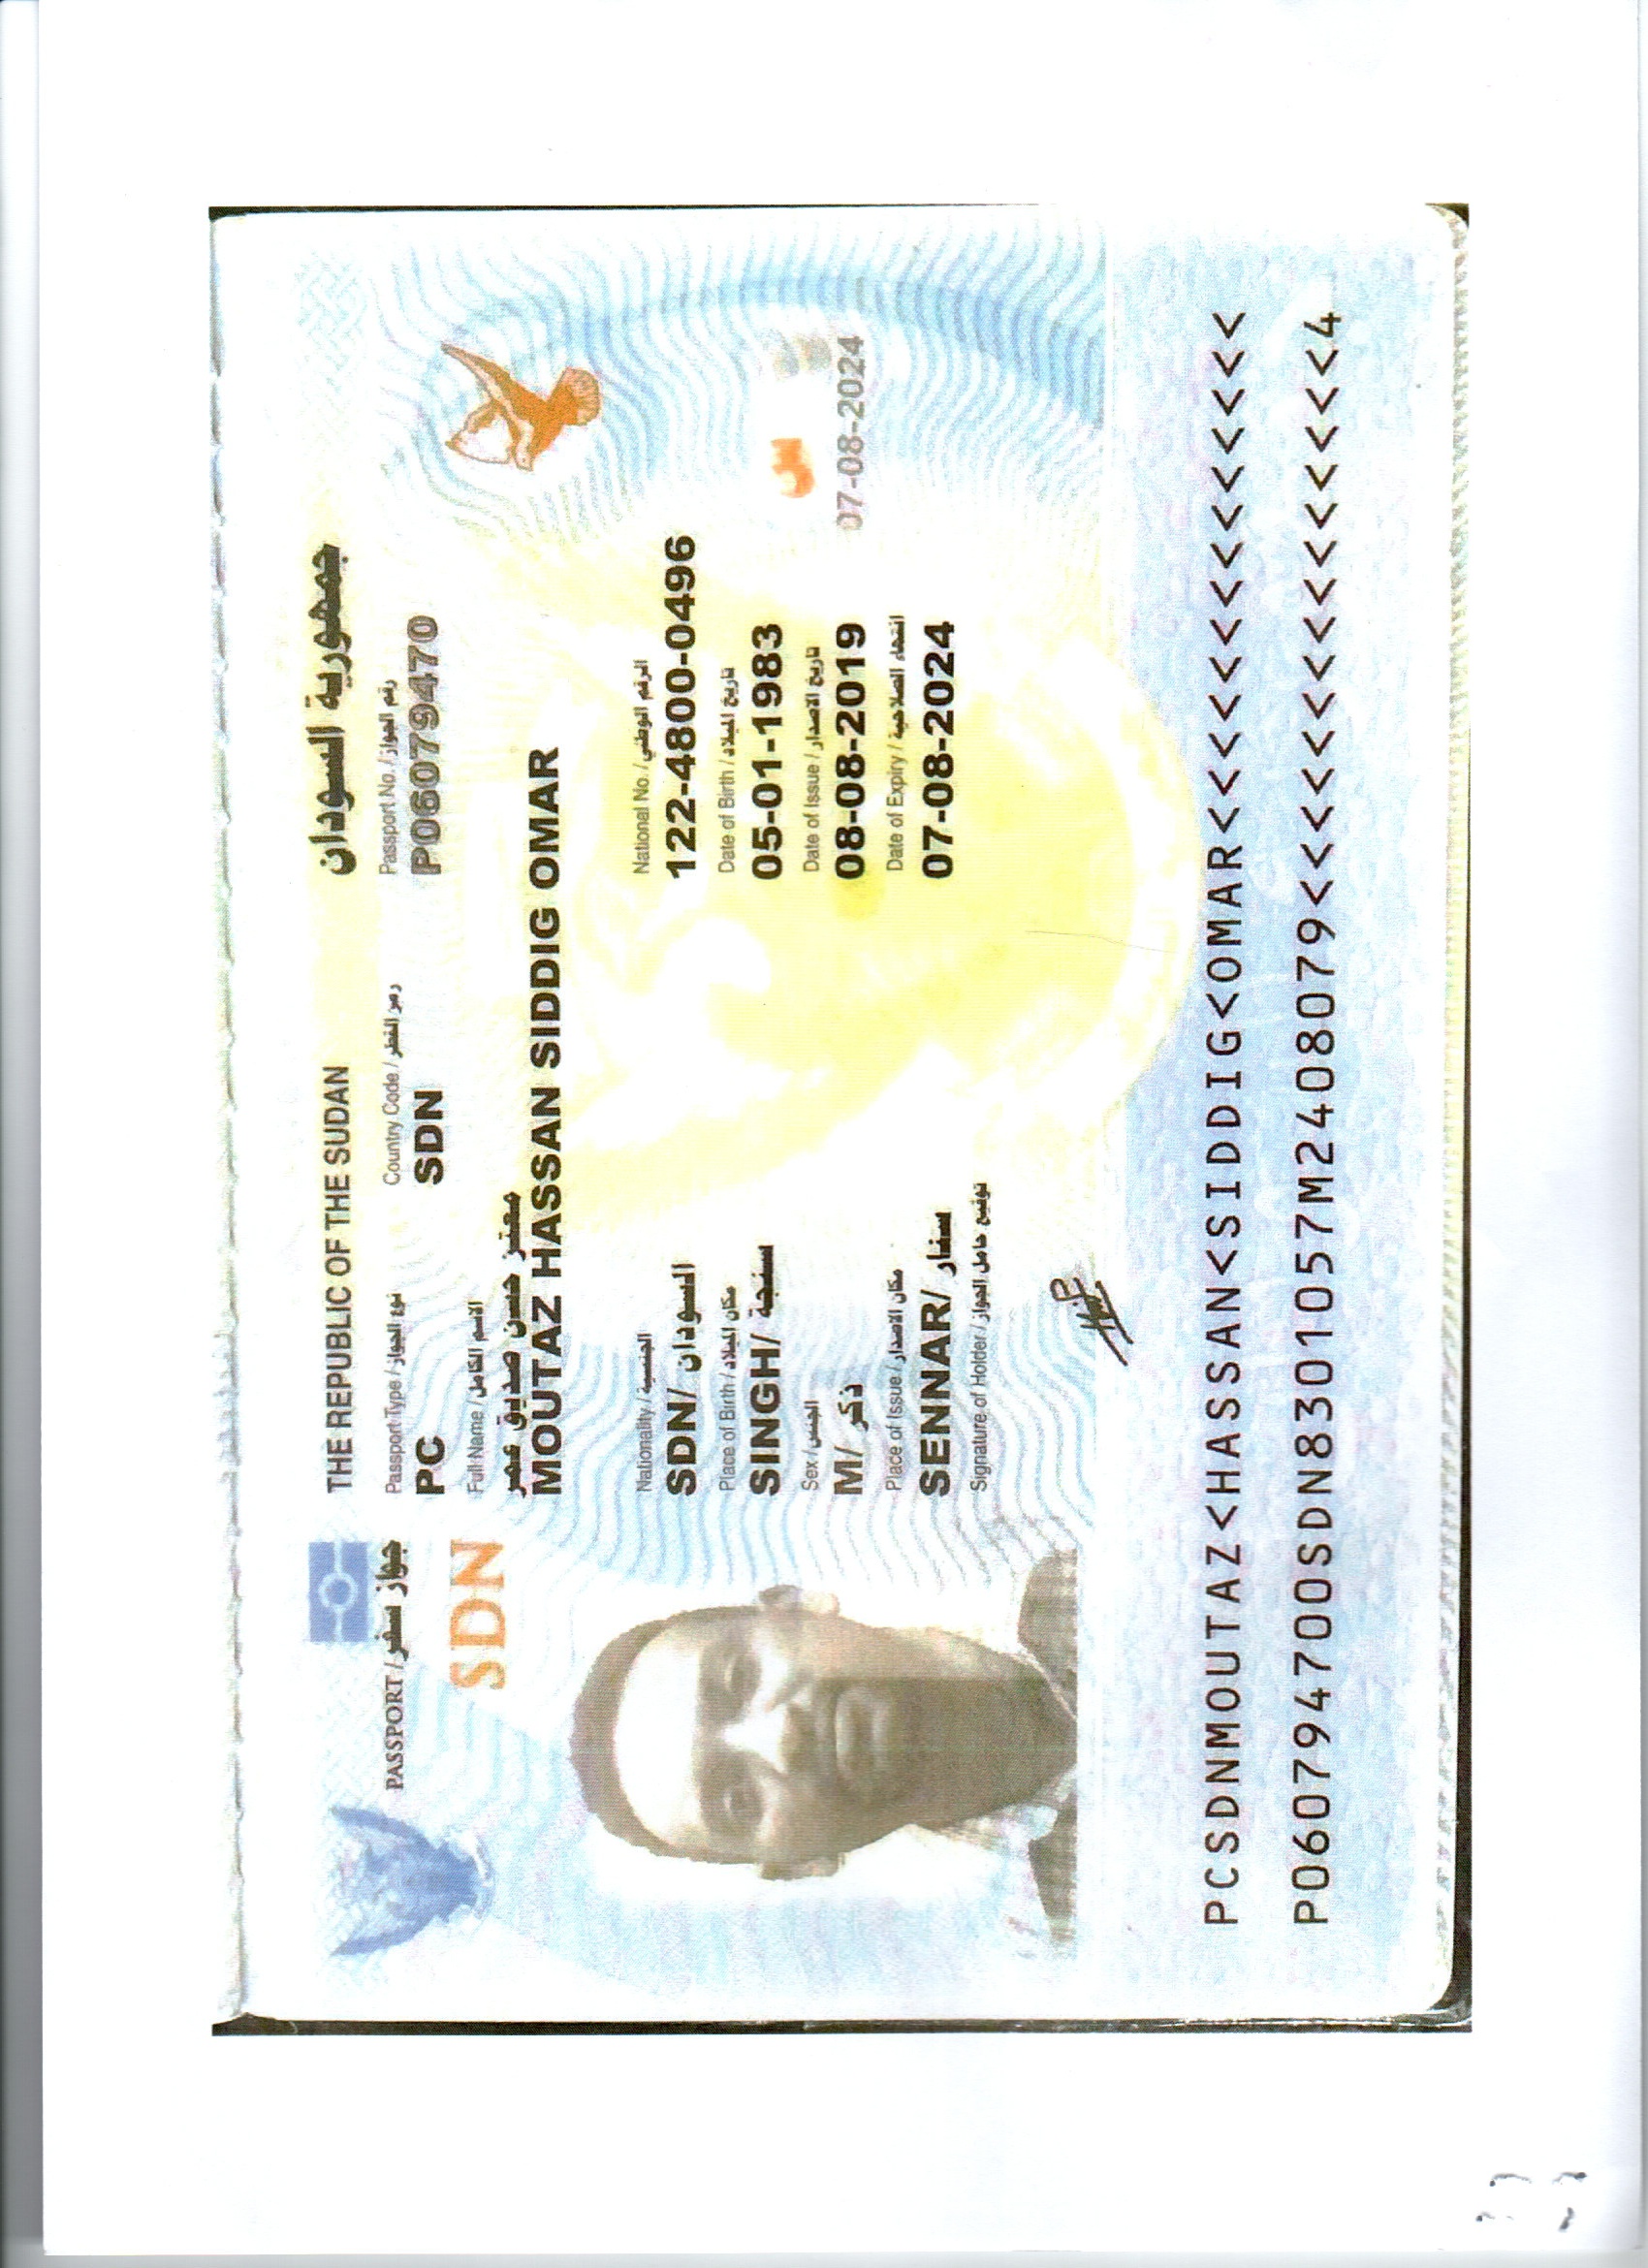 THE REPUBLIC OF THE SUDAN جمهورية السودان
PASSPORT / جواز سفر
Passport Type / نوع الجواز Country Code / رمز القطر Passport No. / رقم الجواز
PC SDN P06079470
SDN
Full Name / الاسم الكامل
معتز حسن صديق عمر
MOUTAZ HASSAN SIDDIG OMAR
Nationality / الجنسية National No. / الرقم الوطني
SDN/ السودان 122-4800-0496
Place of Birth / مكان الميلاد Date of Birth / تاريخ الميلاد
SINGH/ سنجة 05-01-1983
Sex / الجنس Date of Issue / تاريخ الاصدار
M/ ذكر 08-08-2019
07-08-2024
Place of Issue / مكان الاصدار Date of Expiry / انتهاء الصلاحية
SENNAR/ سنار 07-08-2024
Signature of Holder / توقيع حامل الجواز
PCSDNMOUTAZ<HASSAN<SIDDIG<OMAR<<<<<<<<<<<<<<
P060794700SDN8301057M2408079<<<<<<<<<<<<<<<4